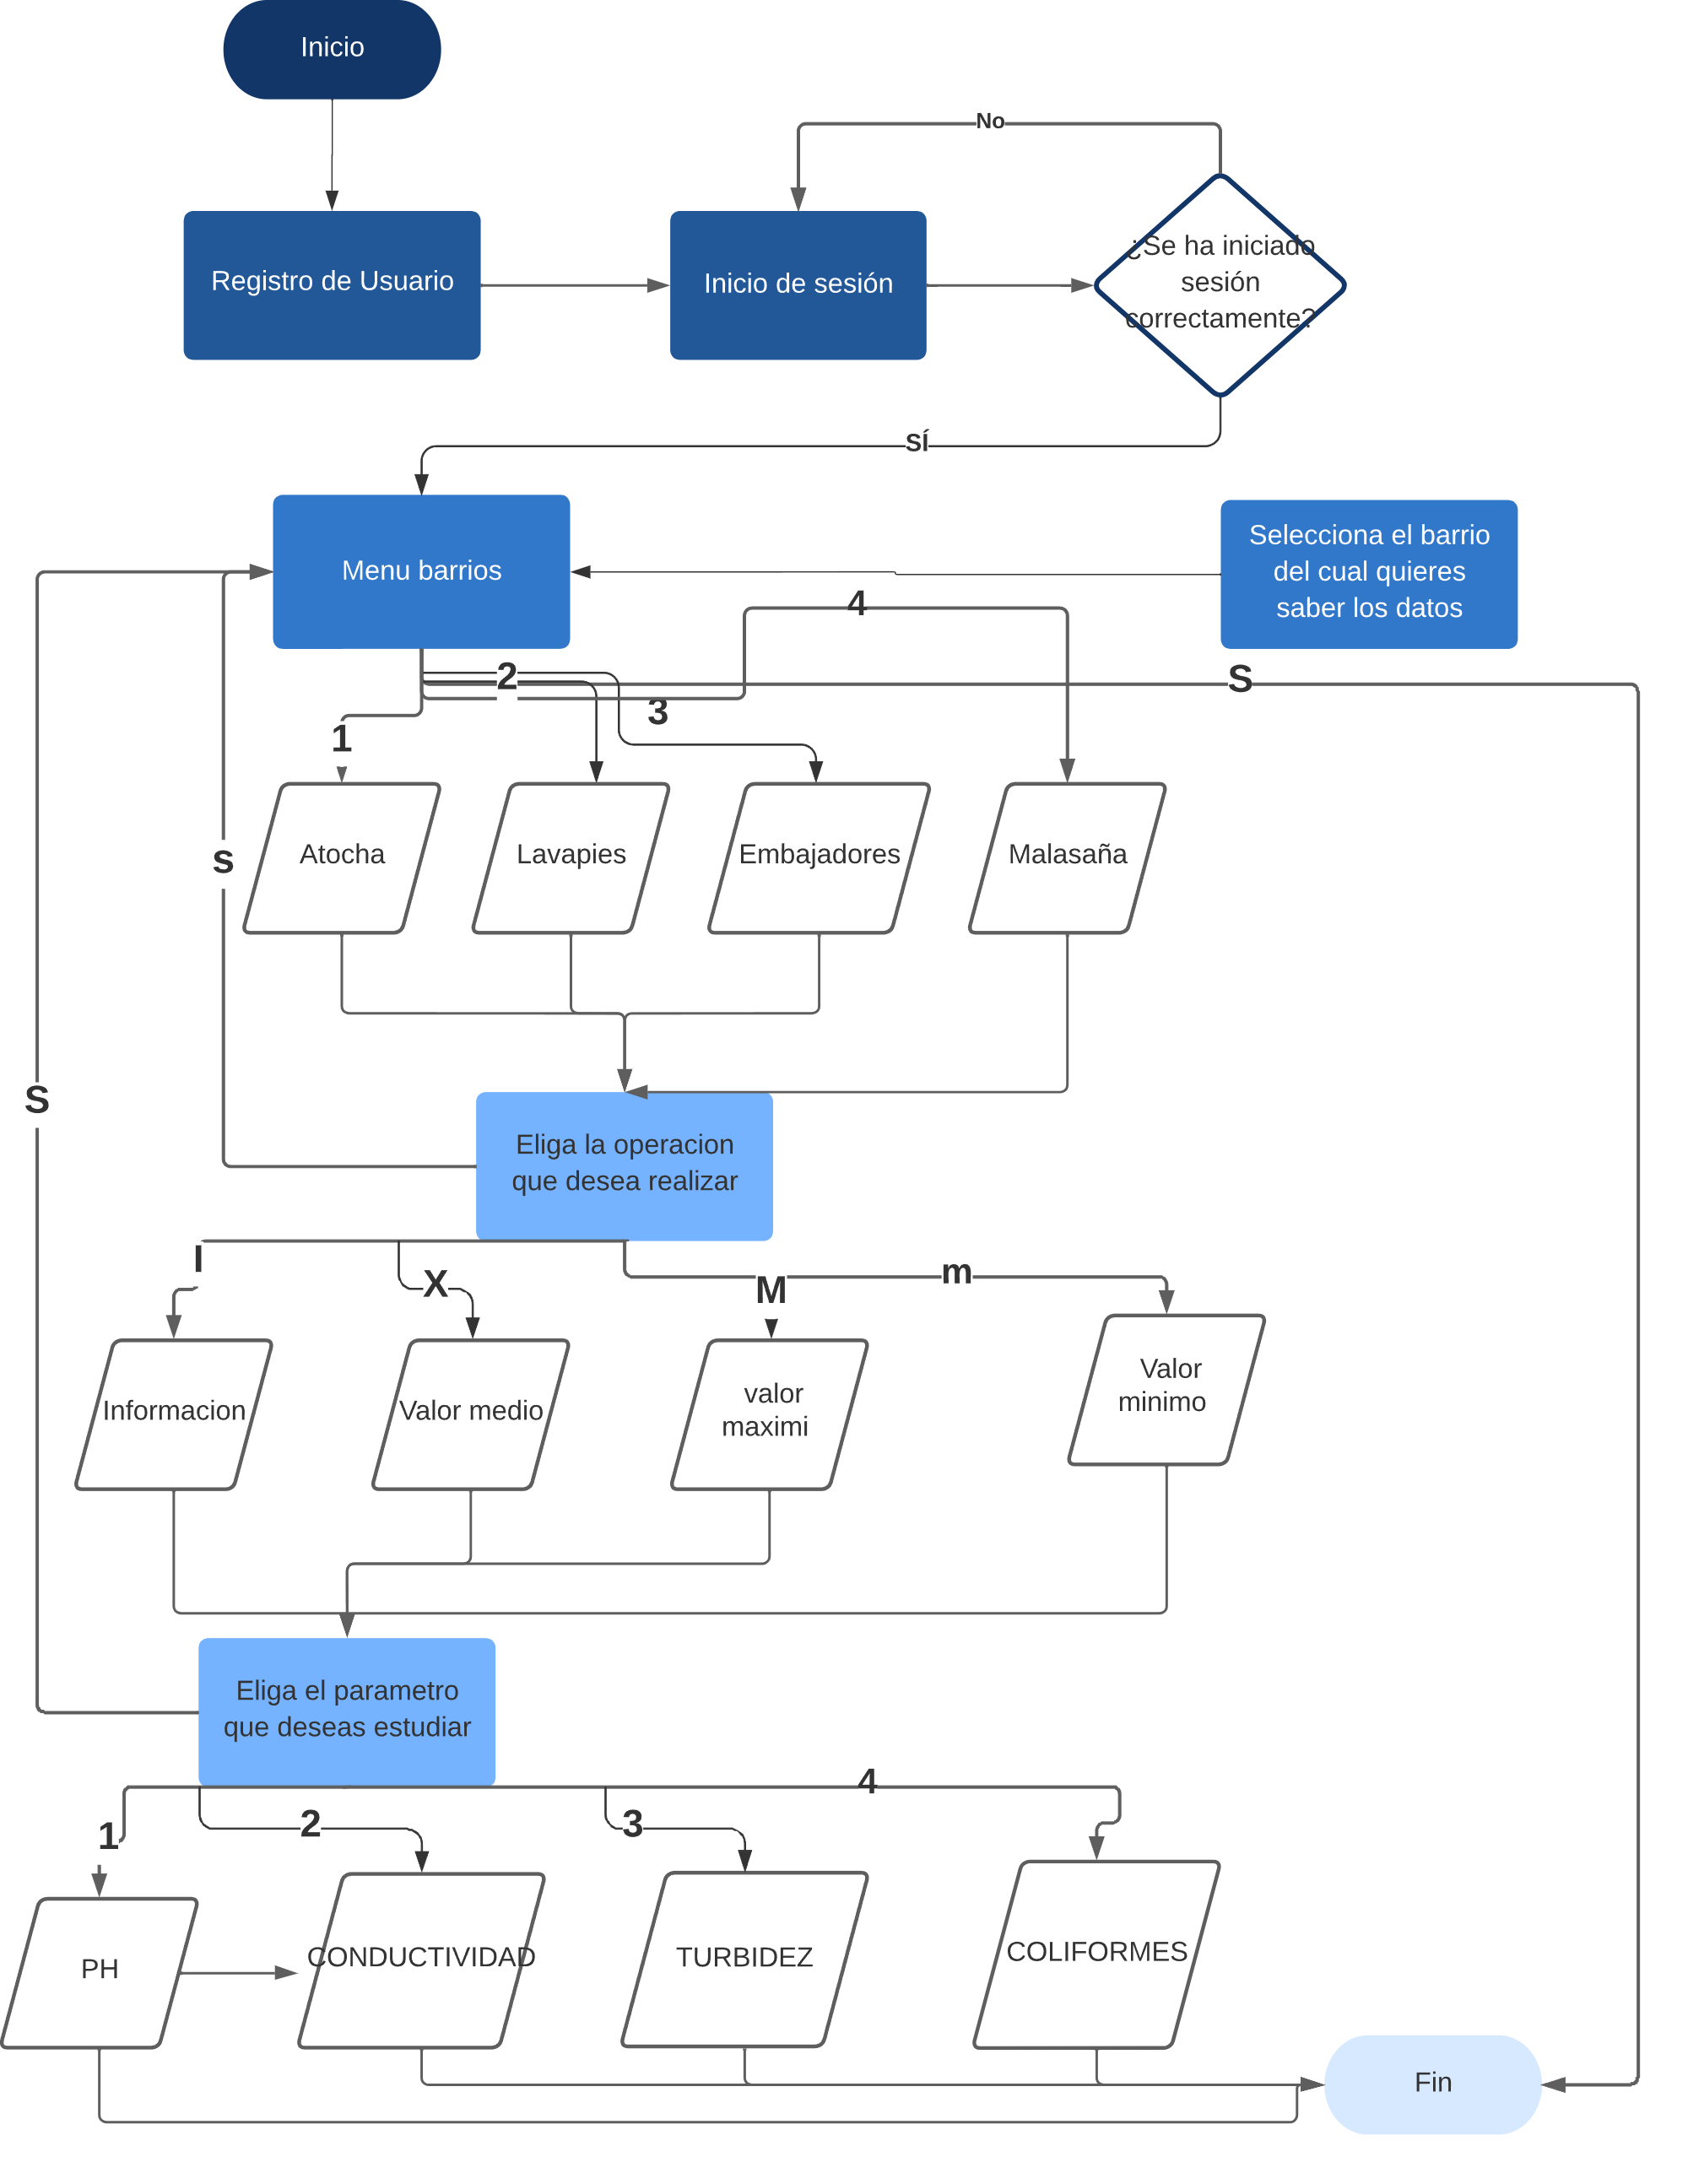 Inicio
No
Registro de Usuario
Inicio de sesión
¿Se ha iniciado
sesión
correctamente?
SÍ
Menu barrios
Selecciona el barrio
del cual quieres
saber los datos
4
2
S
3
1
Atocha
Lavapies
Embajadores
Malasaña
s
S
Eliga la operacion
que desea realizar
I
X
M
m
Informacion
Valor medio
valor
maximi
Valor
minimo
Eliga el parametro
que deseas estudiar
4
1
2
3
PH
CONDUCTIVIDAD
TURBIDEZ
COLIFORMES
Fin